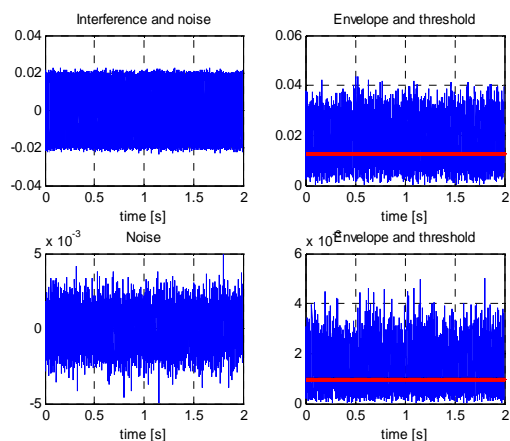 Interference and noise
0.04
0.02
0
-0.02
-0.04
0 0.5 1 1.5 2
time [s]
Envelope and threshold
0.06
0.04
0.02
0
0 0.5 1 1.5 2
time [s]
Noise
x 10-3
5
0
-5
0 0.5 1 1.5 2
time [s]
Envelope and threshold
x 10
6
4
2
0
0 0.5 1 1.5 2
time [s]